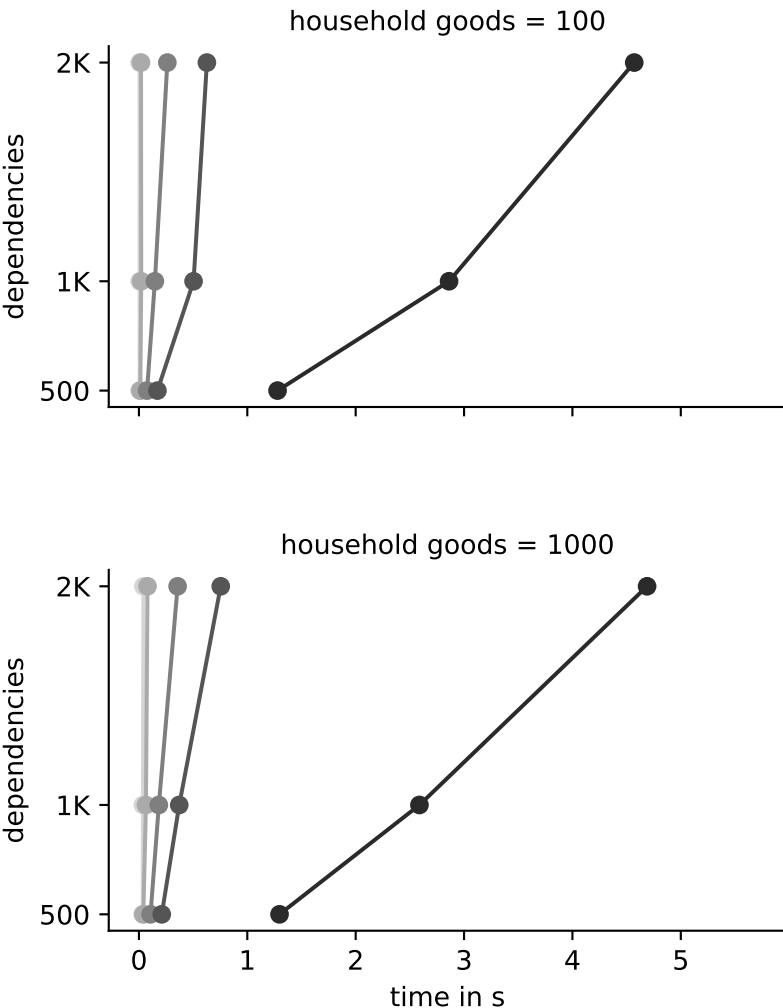 household goods = 100
2K
1K
500
dependencies
household goods = 1000
2K
1K
500
dependencies
0 1 2 3 4 5
time in s